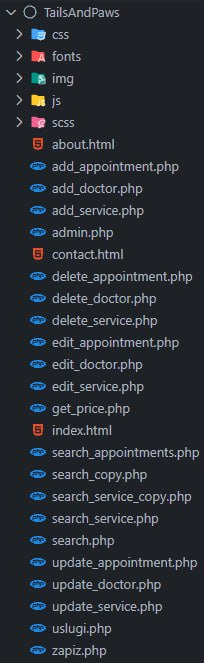 TailsAndPaws
css
fonts
img
js
scss
about.html
add_appointment.php
add_doctor.php
add_service.php
admin.php
contact.html
delete_appointment.php
delete_doctor.php
delete_service.php
edit_appointment.php
edit_doctor.php
edit_service.php
get_price.php
index.html
search_appointments.php
search_copy.php
search_service_copy.php
search_service.php
search.php
update_appointment.php
update_doctor.php
update_service.php
uslugi.php
zapiz.php